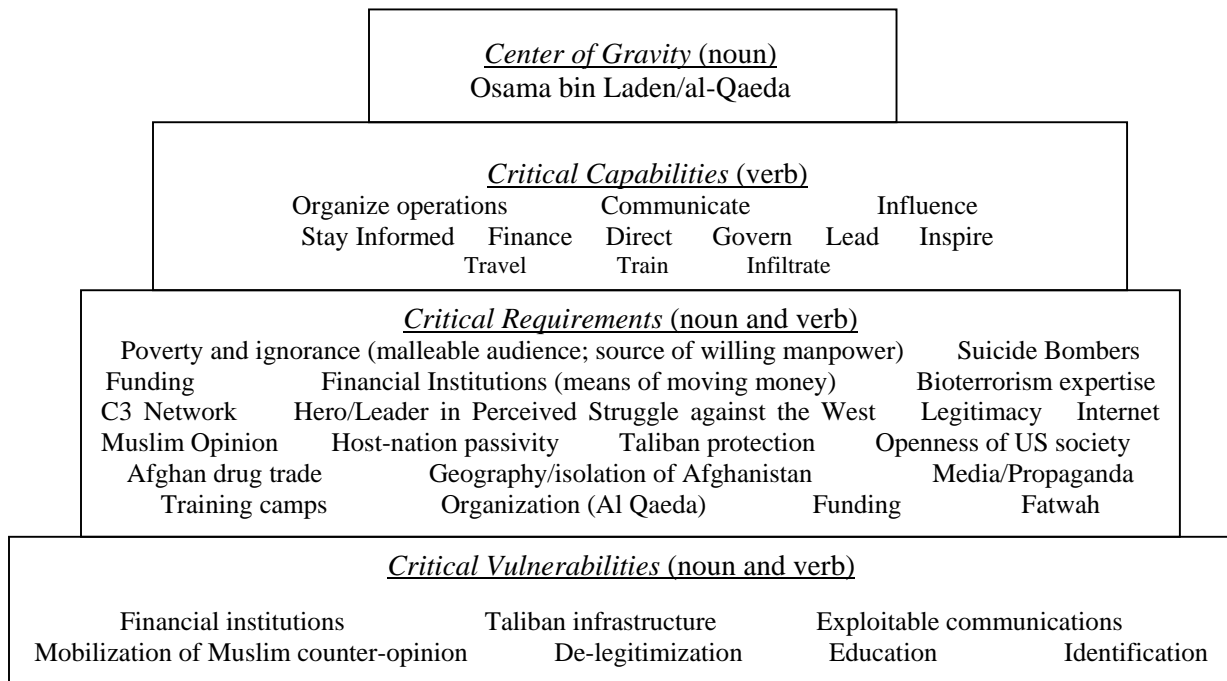 Center of Gravity (noun)
Osama bin Laden/al-Qaeda
Critical Capabilities (verb)
Organize operations Communicate Influence
Stay Informed Finance Direct Govern Lead Inspire
Travel Train Infiltrate
Critical Requirements (noun and verb)
Poverty and ignorance (malleable audience; source of willing manpower) Suicide Bombers
Funding Financial Institutions (means of moving money) Bioterrorism expertise
C3 Network Hero/Leader in Perceived Struggle against the West Legitimacy Internet
Muslim Opinion Host-nation passivity Taliban protection Openness of US society
Afghan drug trade Geography/isolation of Afghanistan Media/Propaganda
Training camps Organization (Al Qaeda) Funding Fatwah
Critical Vulnerabilities (noun and verb)
Financial institutions Taliban infrastructure Exploitable communications
Mobilization of Muslim counter-opinion De-legitimization Education Identification